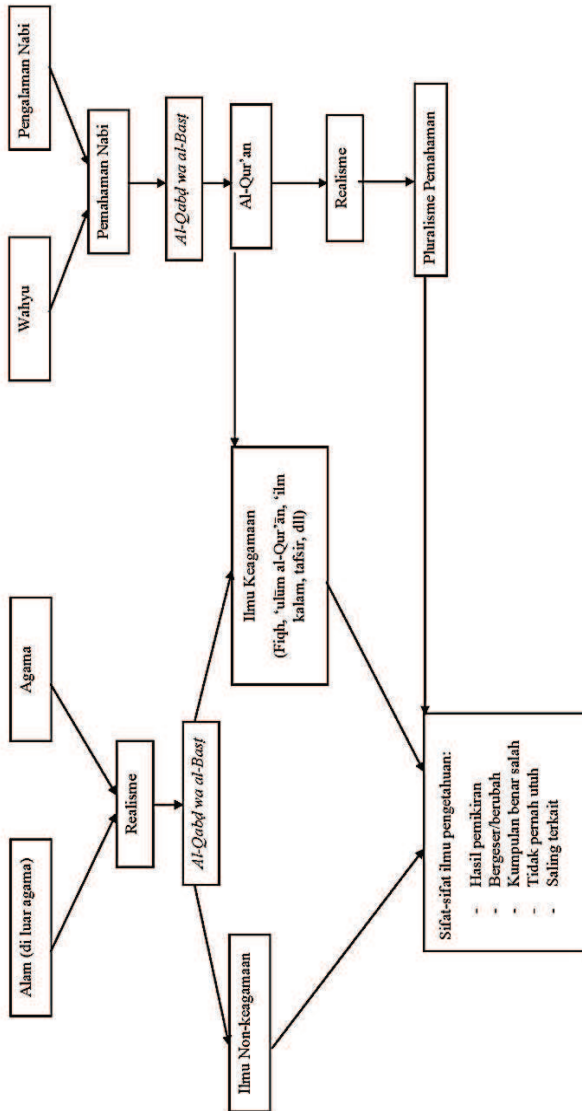 Alam (di luar agama)
Agama
Wahyu
Pengalaman Nabi
Realisme
Pemahaman Nabi
Al-Qabḍ wa al-Basṭ
Al-Qabḍ wa al-Basṭ
Ilmu Non-keagamaan
Ilmu Keagamaan
(Fiqh, ‘ulūm al-Qur’ān, ‘ilm
kalam, tafsir, dll)
Al-Qur’an
Realisme
Sifat-sifat ilmu pengetahuan:
- Hasil pemikiran
- Bergeser/berubah
- Kumpulan benar salah
- Tidak pernah utuh
- Saling terkait
Pluralisme Pemahaman